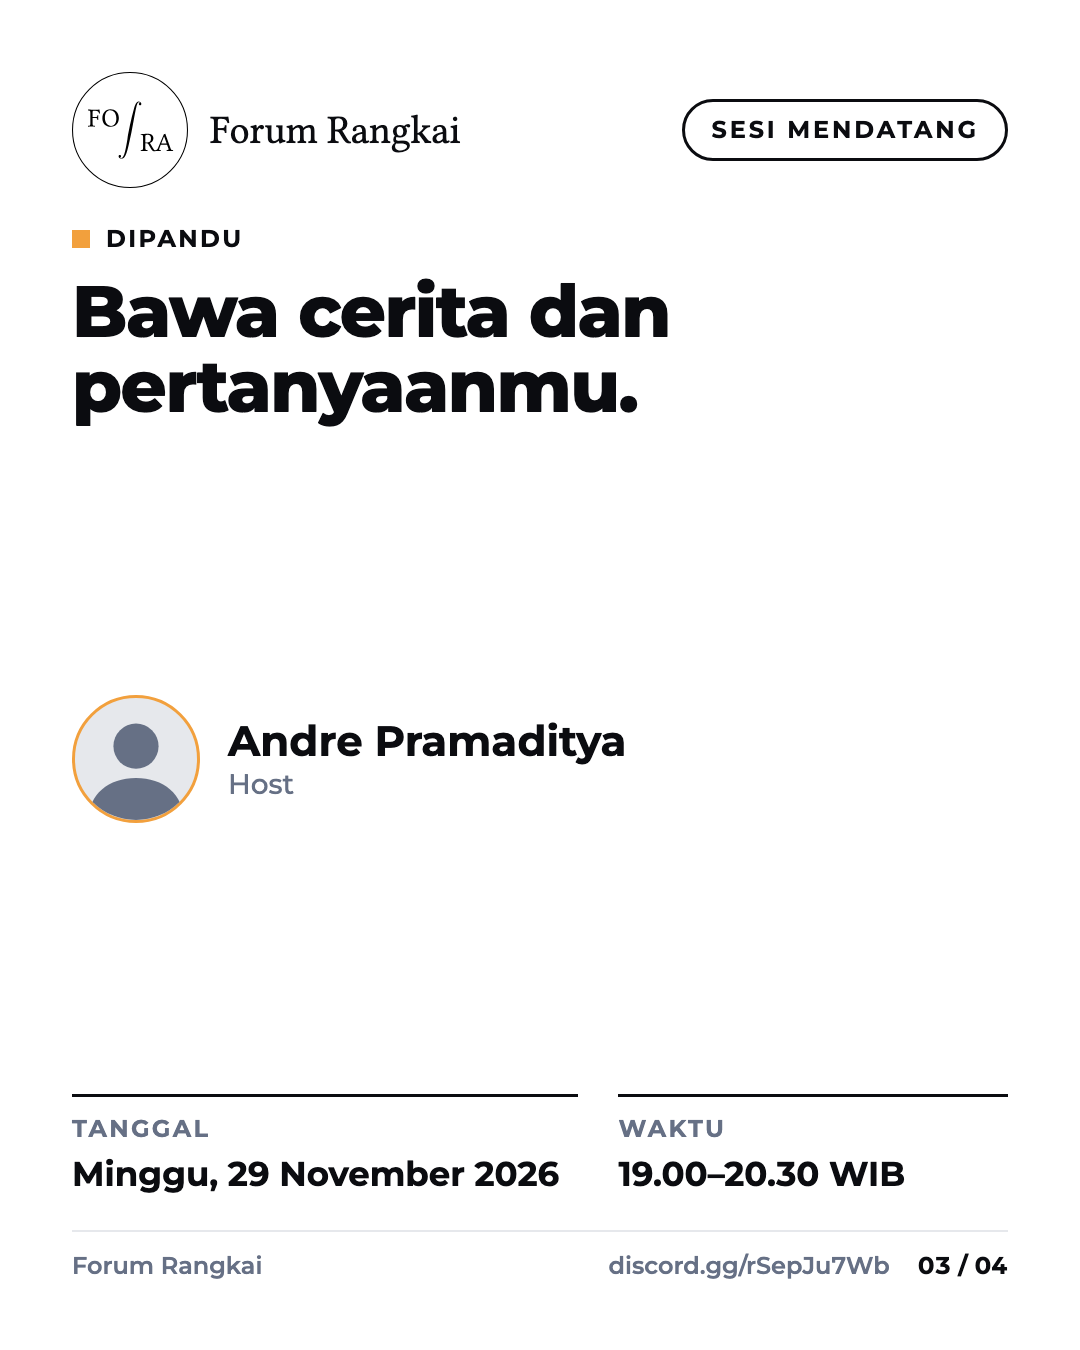 FO∫RA
Forum Rangkai
SESI MENDATANG
DIPANDU
Bawa cerita dan
pertanyaanmu.
Andre Pramaditya
Host
TANGGAL
Minggu, 29 November 2026
WAKTU
19.00–20.30 WIB
Forum Rangkai
discord.gg/rSepJu7Wb
03 / 04